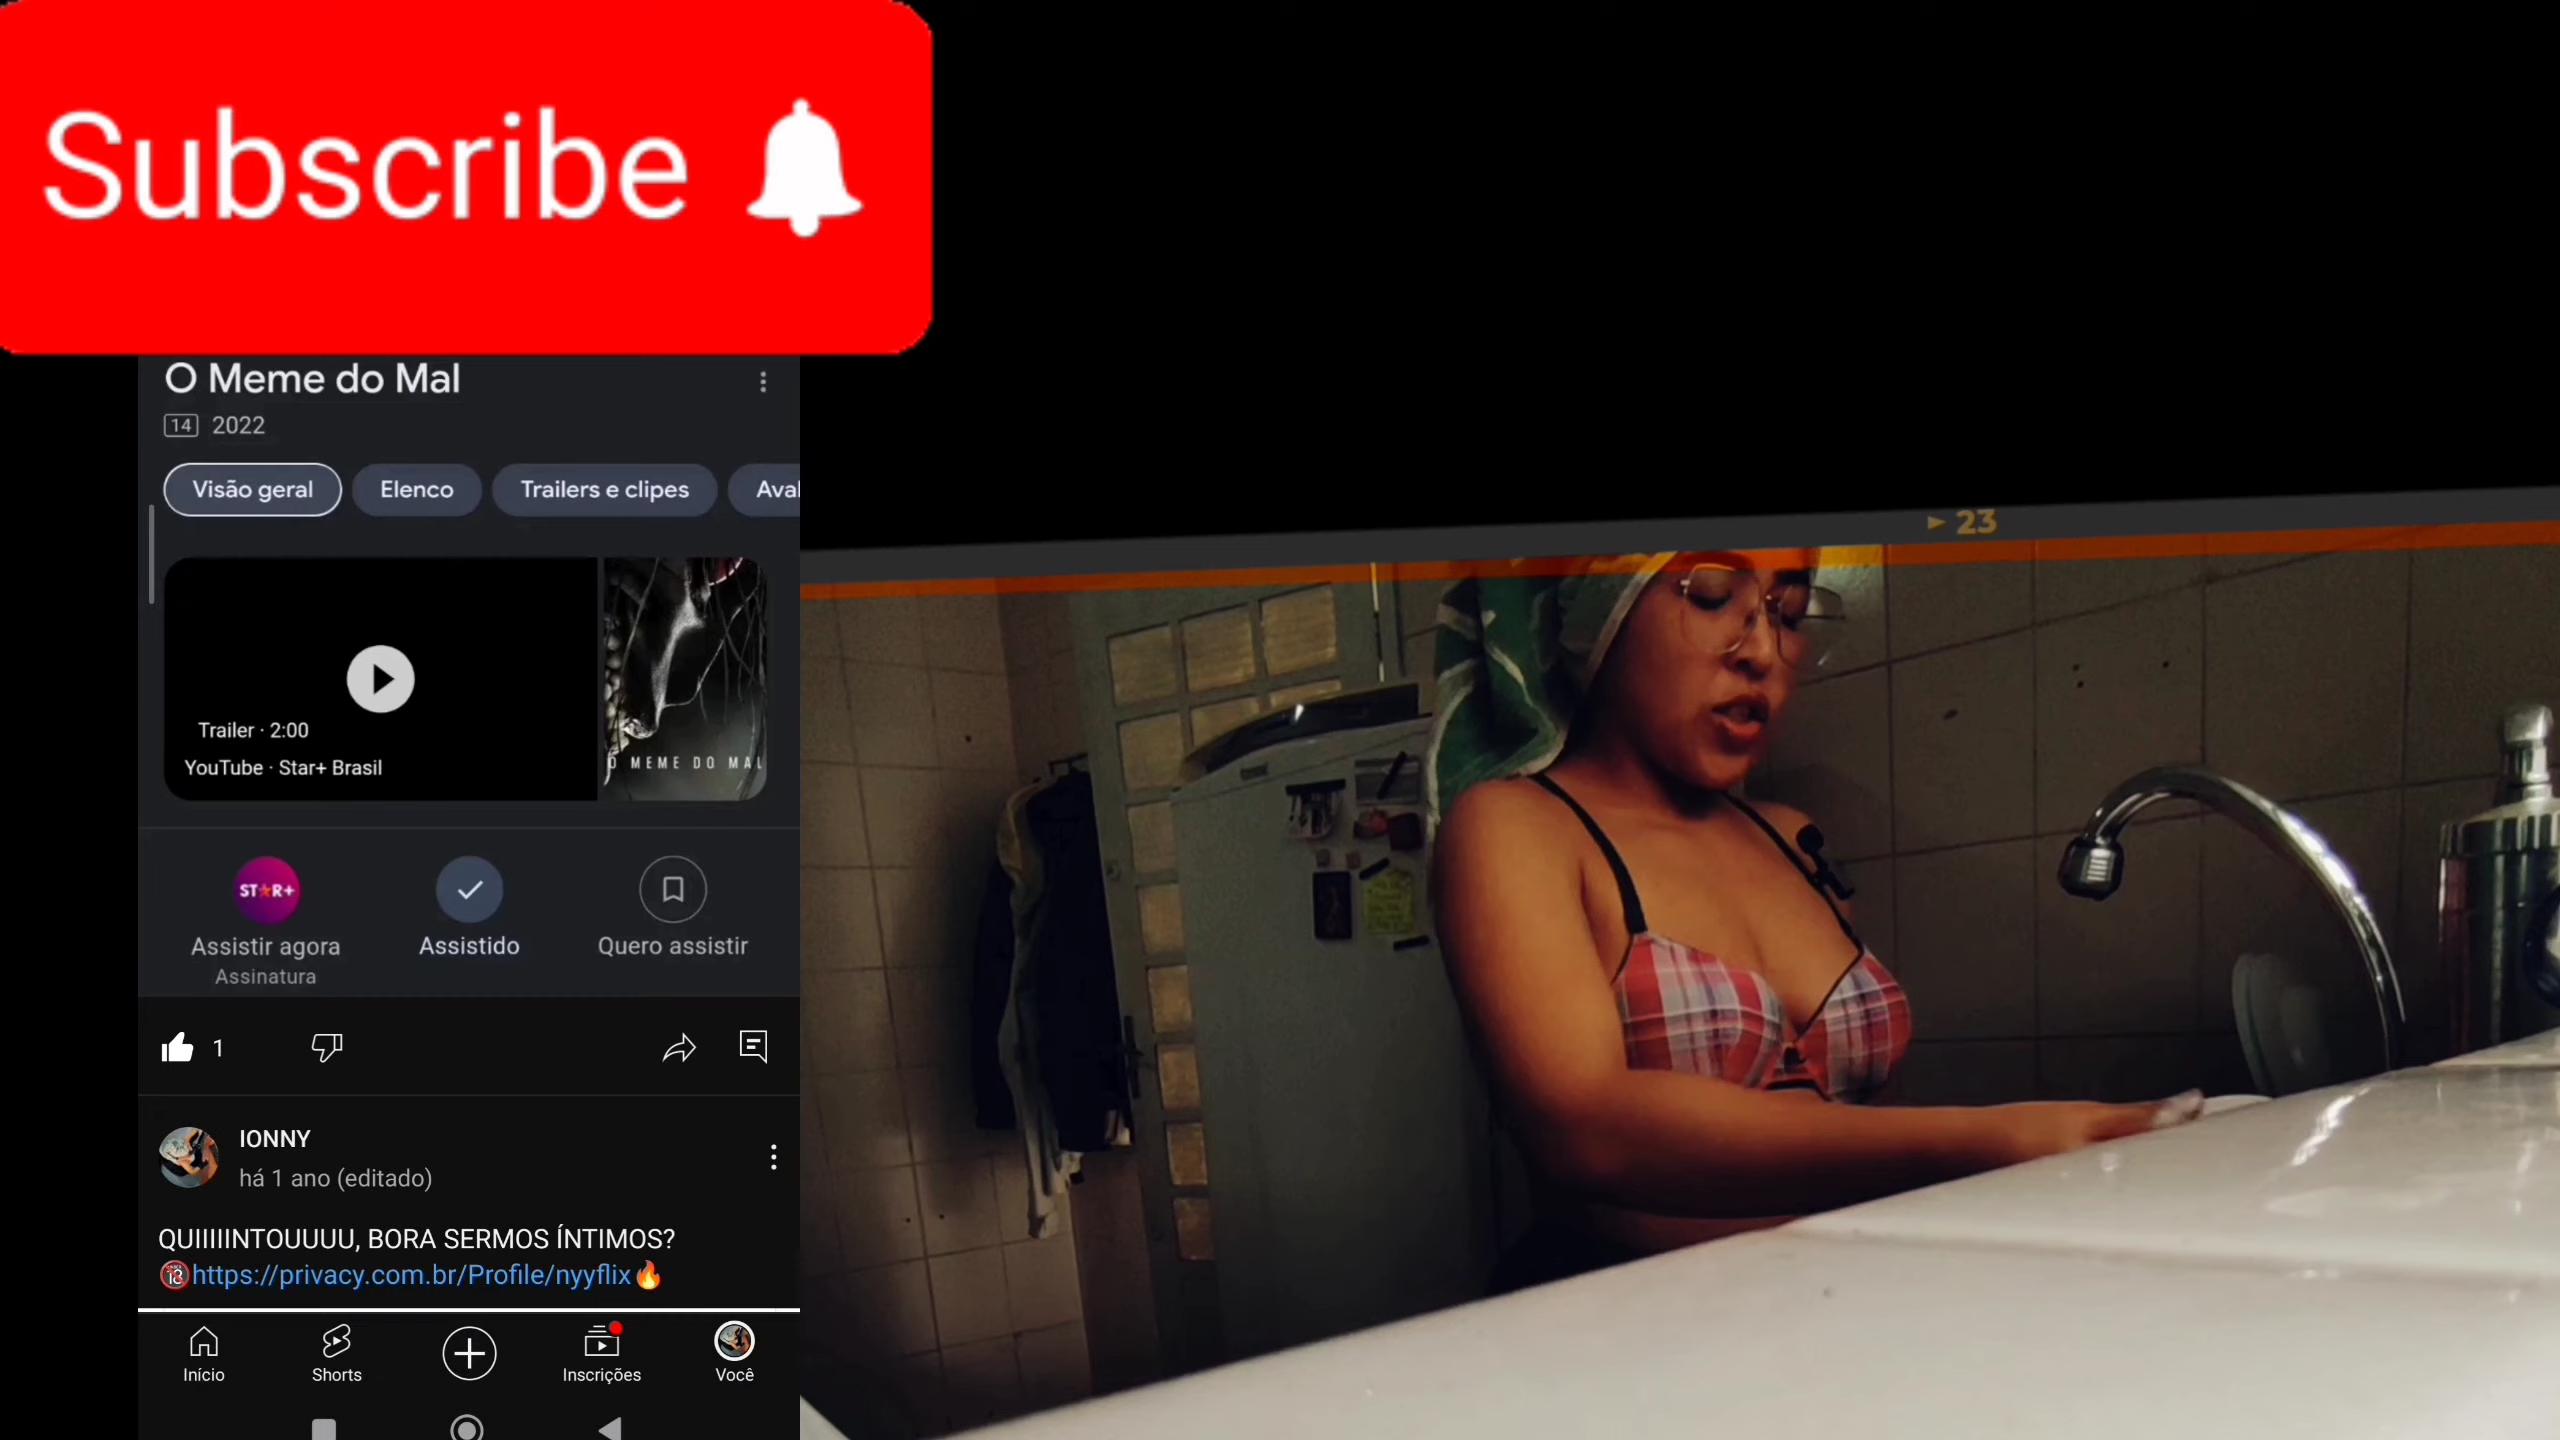 Subscribe
O Meme do Mal
14 2022
Visão geral
Elenco
Trailers e clipes
Aval
Trailer · 2:00
YouTube · Star+ Brasil
O MEME DO MAL
ST★R+
Assistir agora
Assinatura
Assistido
Quero assistir
1
IONNY
há 1 ano (editado)
QUIIIIINTOUUUU, BORA SERMOS ÍNTIMOS?
🔞https://privacy.com.br/Profile/nyyflix🔥
Início
Shorts
Inscrições
Você
23